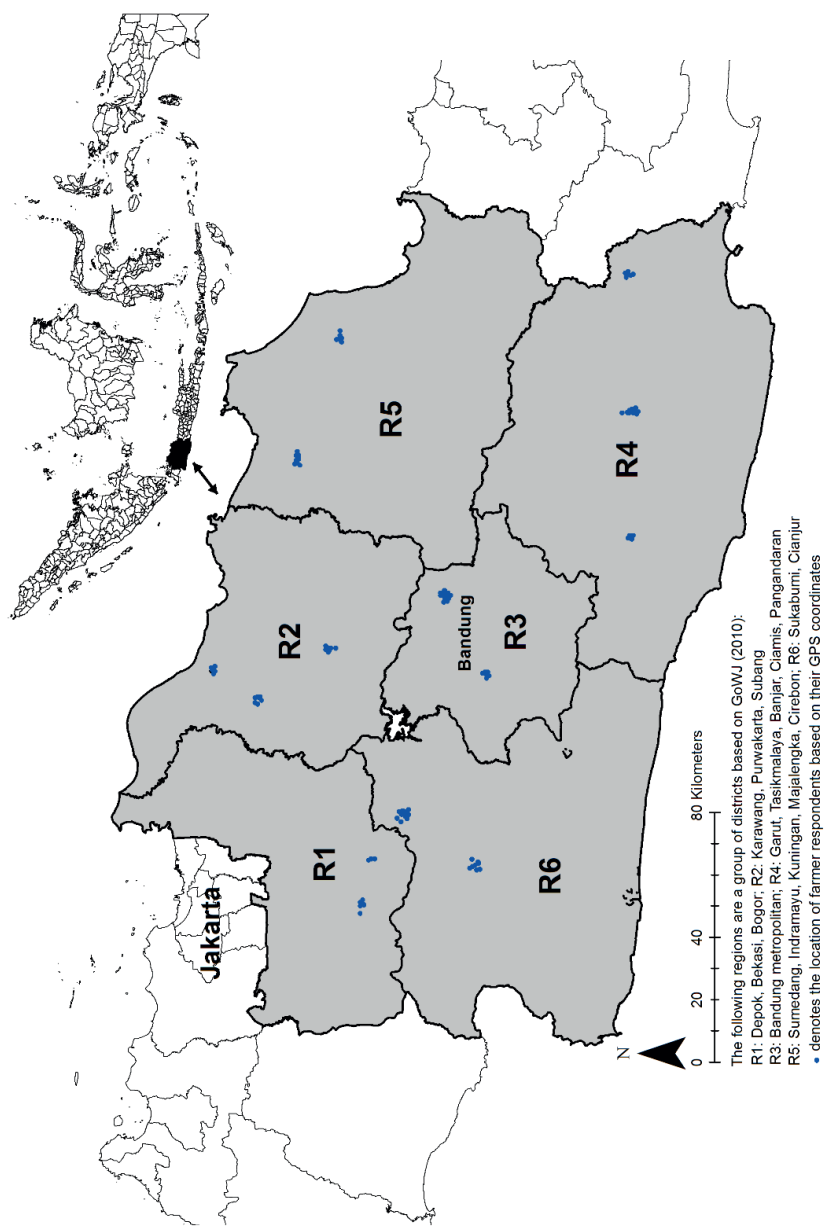 Jakarta
R1
R2
R5
Bandung
R3
R4
R6
N
0 20 40 80 Kilometers
The following regions are a group of districts based on GoWJ (2010):
R1: Depok, Bekasi, Bogor; R2: Karawang, Purwakarta, Subang
R3: Bandung metropolitan; R4: Garut, Tasikmalaya, Banjar, Ciamis, Pangandaran
R5: Sumedang, Indramayu, Kuningan, Majalengka, Cirebon; R6: Sukabumi, Cianjur
• denotes the location of farmer respondents based on their GPS coordinates